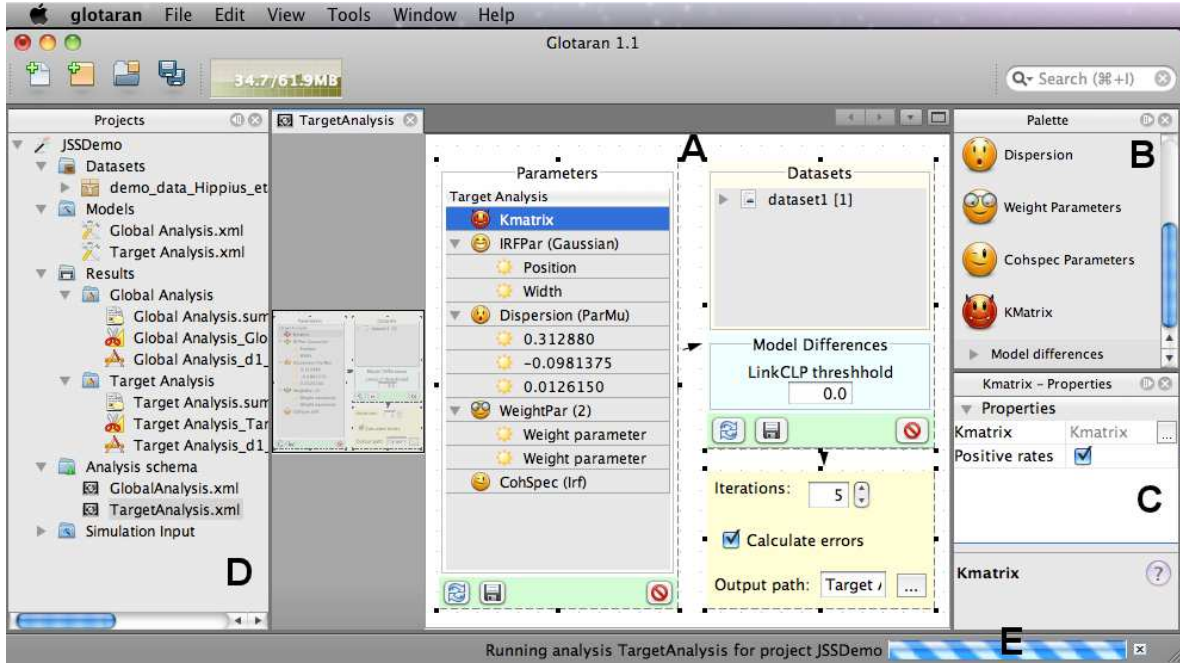 glotaran File Edit View Tools Window Help
Glotaran 1.1
34.7/61.9MB
Search (⌘+I)
Projects
JSSDemo
Datasets
demo_data_Hippius_et
Models
Global Analysis.xml
Target Analysis.xml
Results
Global Analysis
Global Analysis.sum
Global Analysis_Glo
Global Analysis_d1_
Target Analysis
Target Analysis.sum
Target Analysis_Tar
Target Analysis_d1_
Analysis schema
GlobalAnalysis.xml
TargetAnalysis.xml
Simulation Input
D
TargetAnalysis
A
Parameters
Target Analysis
Kmatrix
IRFPar (Gaussian)
Position
Width
Dispersion (ParMu)
0.312880
-0.0981375
0.0126150
WeightPar (2)
Weight parameter
Weight parameter
CohSpec (Irf)
Datasets
dataset1 [1]
Model Differences
LinkCLP threshhold
0.0
Iterations: 5
Calculate errors
Output path: Target A ...
Palette
B
Dispersion
Weight Parameters
Cohspec Parameters
KMatrix
Model differences
Kmatrix - Properties
Properties
Kmatrix Kmatrix ...
Positive rates
C
Kmatrix ?
Running analysis TargetAnalysis for project JSSDemo
E